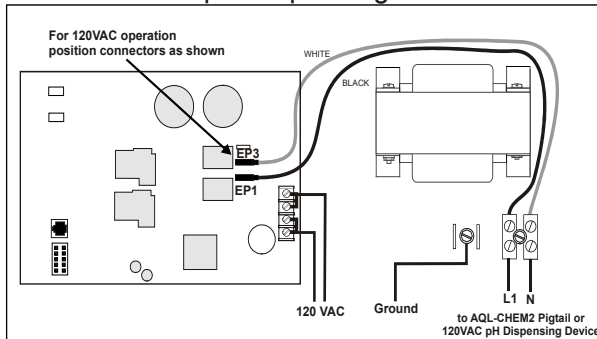 For 120VAC operation
position connectors as shown
WHITE
BLACK
EP3
EP1
120 VAC
Ground
L1 N
to AQL-CHEM2 Pigtail or
120VAC pH Dispensing Device